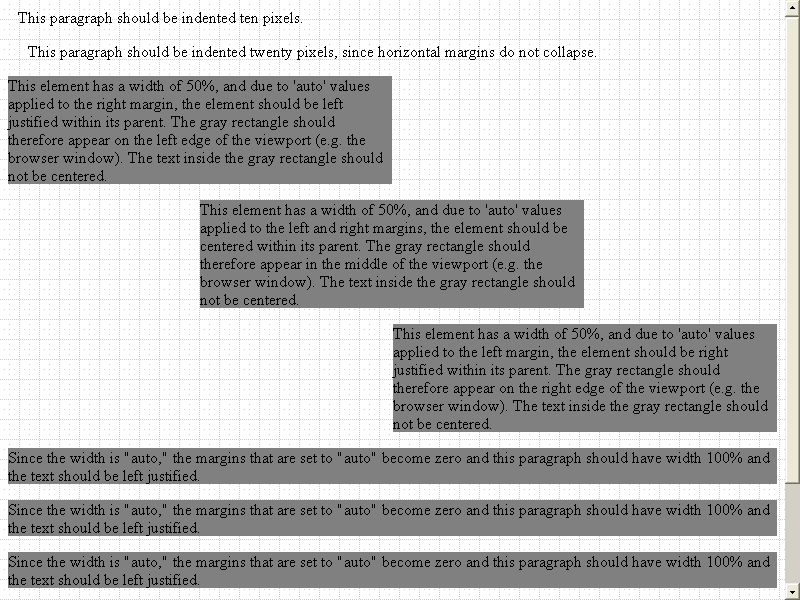 This paragraph should be indented ten pixels.
This paragraph should be indented twenty pixels, since horizontal margins do not collapse.
This element has a width of 50%, and due to 'auto' values
applied to the right margin, the element should be left
justified within its parent. The gray rectangle should
therefore appear on the left edge of the viewport (e.g. the
browser window). The text inside the gray rectangle should
not be centered.
This element has a width of 50%, and due to 'auto' values
applied to the left and right margins, the element should be
centered within its parent. The gray rectangle should
therefore appear in the middle of the viewport (e.g. the
browser window). The text inside the gray rectangle should
not be centered.
This element has a width of 50%, and due to 'auto' values
applied to the left margin, the element should be right
justified within its parent. The gray rectangle should
therefore appear on the right edge of the viewport (e.g. the
browser window). The text inside the gray rectangle should
not be centered.
Since the width is "auto," the margins that are set to "auto" become zero and this paragraph should have width 100% and
the text should be left justified.
Since the width is "auto," the margins that are set to "auto" become zero and this paragraph should have width 100% and
the text should be left justified.
Since the width is "auto," the margins that are set to "auto" become zero and this paragraph should have width 100% and
the text should be left justified.